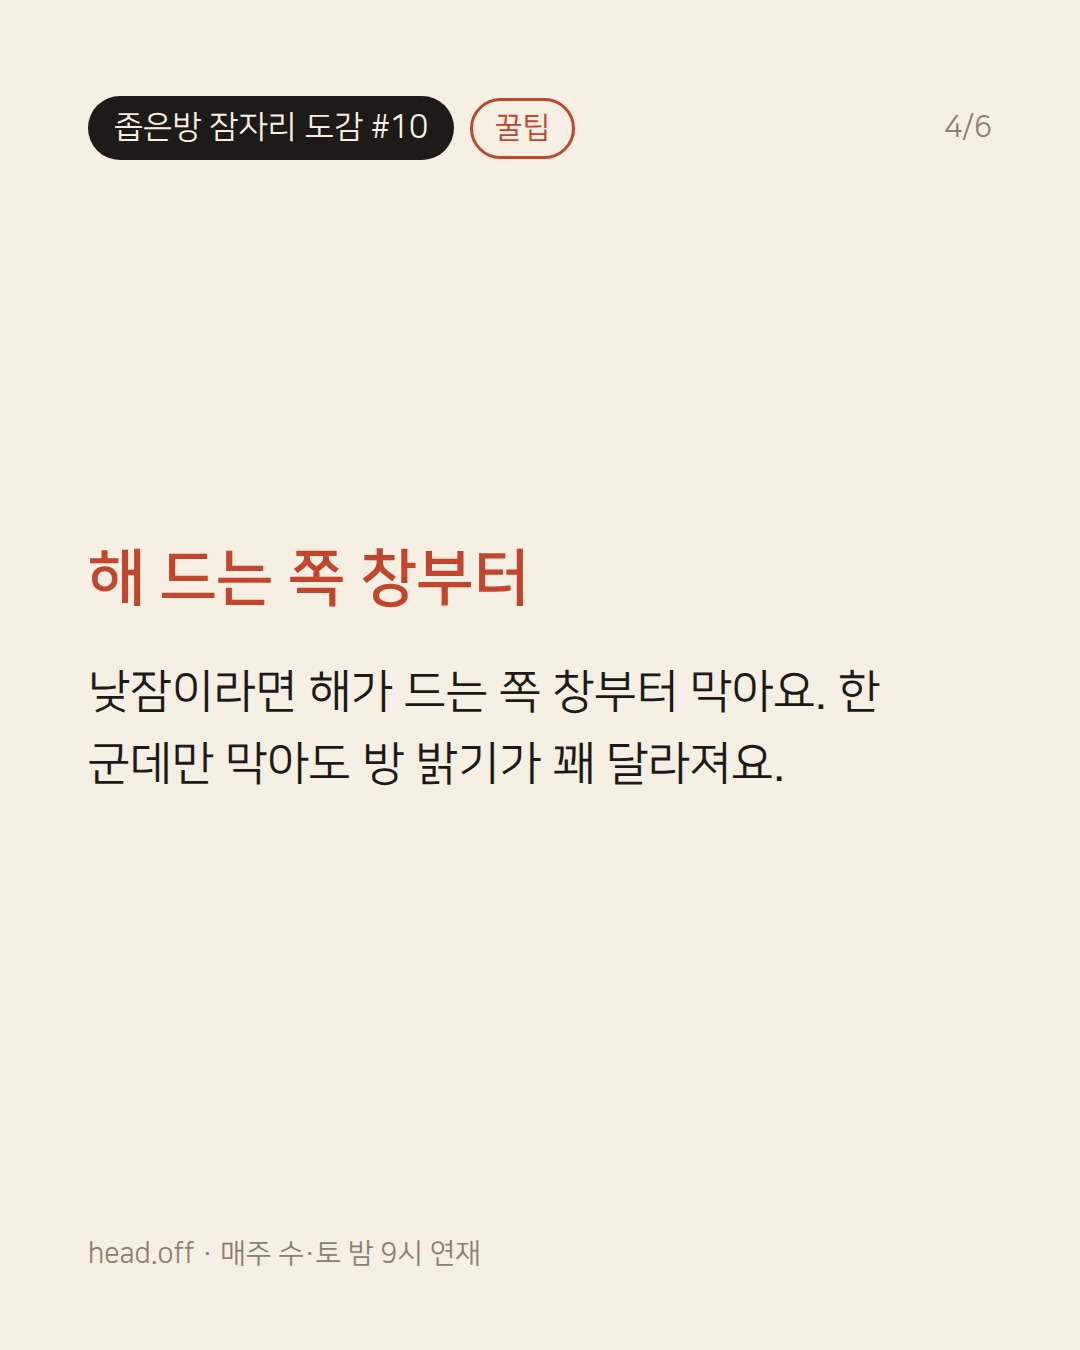 좁은방 잠자리 도감 #10
꿀팁
4/6
해 드는 쪽 창부터
낮잠이라면 해가 드는 쪽 창부터 막아요. 한
군데만 막아도 방 밝기가 꽤 달라져요.
head.off · 매주 수·토 밤 9시 연재